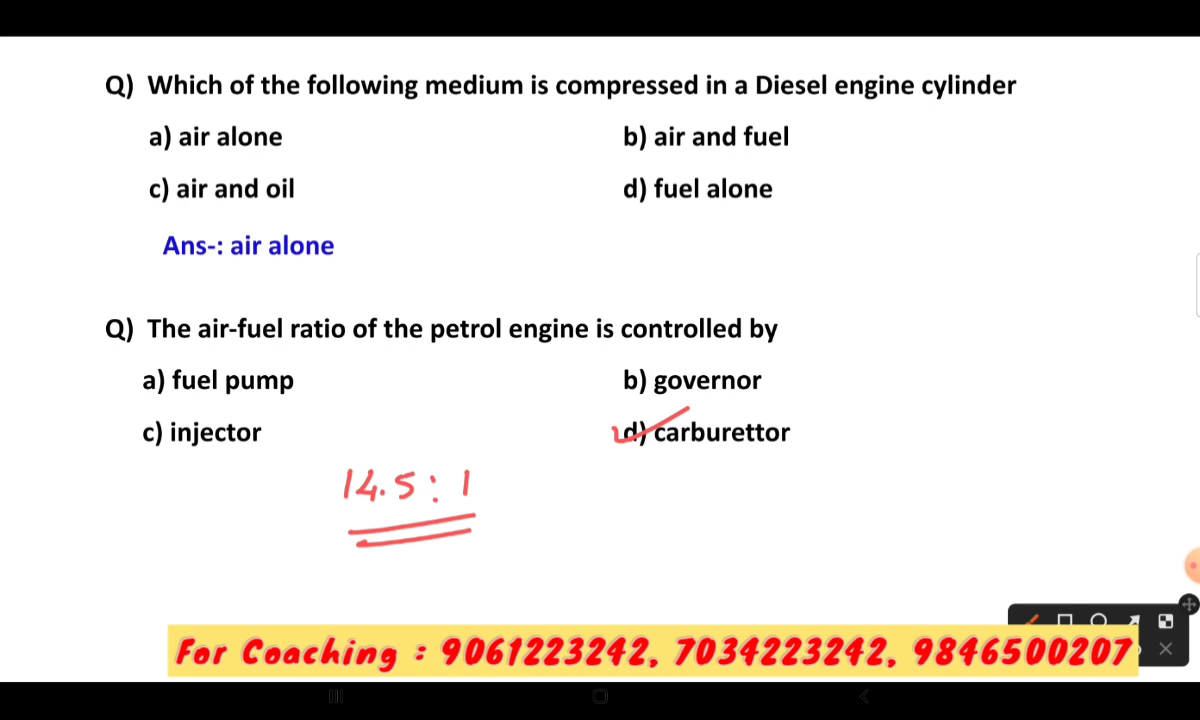 Q) Which of the following medium is compressed in a Diesel engine cylinder
a) air alone b) air and fuel
c) air and oil d) fuel alone
Ans-: air alone
Q) The air-fuel ratio of the petrol engine is controlled by
a) fuel pump b) governor
c) injector d) carburettor
14.5 : 1
For Coaching : 9061223242, 7034223242, 9846500207